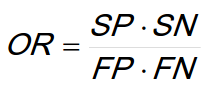 OR = SP · SN / FP · FN